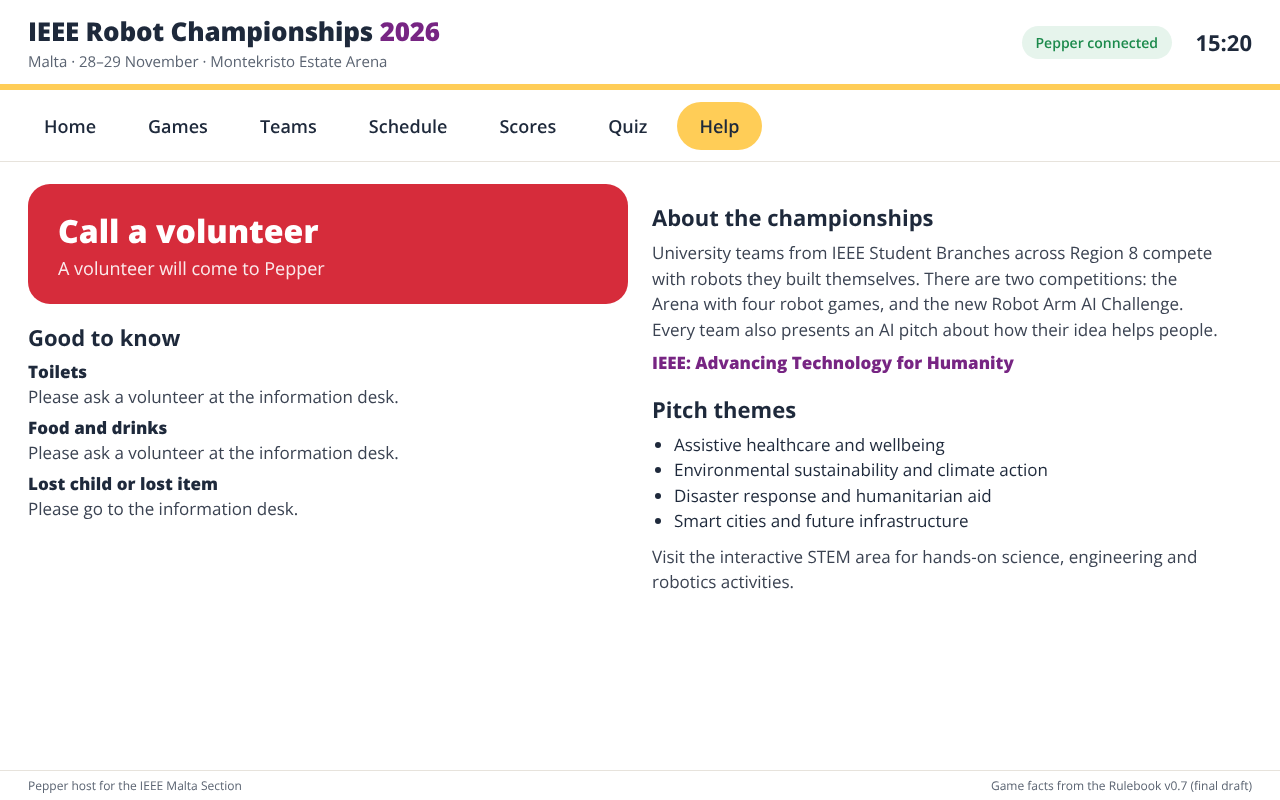 IEEE Robot Championships 2026
Malta · 28–29 November · Montekristo Estate Arena
Pepper connected
15:20
Home
Games
Teams
Schedule
Scores
Quiz
Help
Call a volunteer
A volunteer will come to Pepper
Good to know
Toilets
Please ask a volunteer at the information desk.
Food and drinks
Please ask a volunteer at the information desk.
Lost child or lost item
Please go to the information desk.
About the championships
University teams from IEEE Student Branches across Region 8 compete
with robots they built themselves. There are two competitions: the
Arena with four robot games, and the new Robot Arm AI Challenge.
Every team also presents an AI pitch about how their idea helps people.
IEEE: Advancing Technology for Humanity
Pitch themes
• Assistive healthcare and wellbeing
• Environmental sustainability and climate action
• Disaster response and humanitarian aid
• Smart cities and future infrastructure
Visit the interactive STEM area for hands-on science, engineering and
robotics activities.
Pepper host for the IEEE Malta Section
Game facts from the Rulebook v0.7 (final draft)